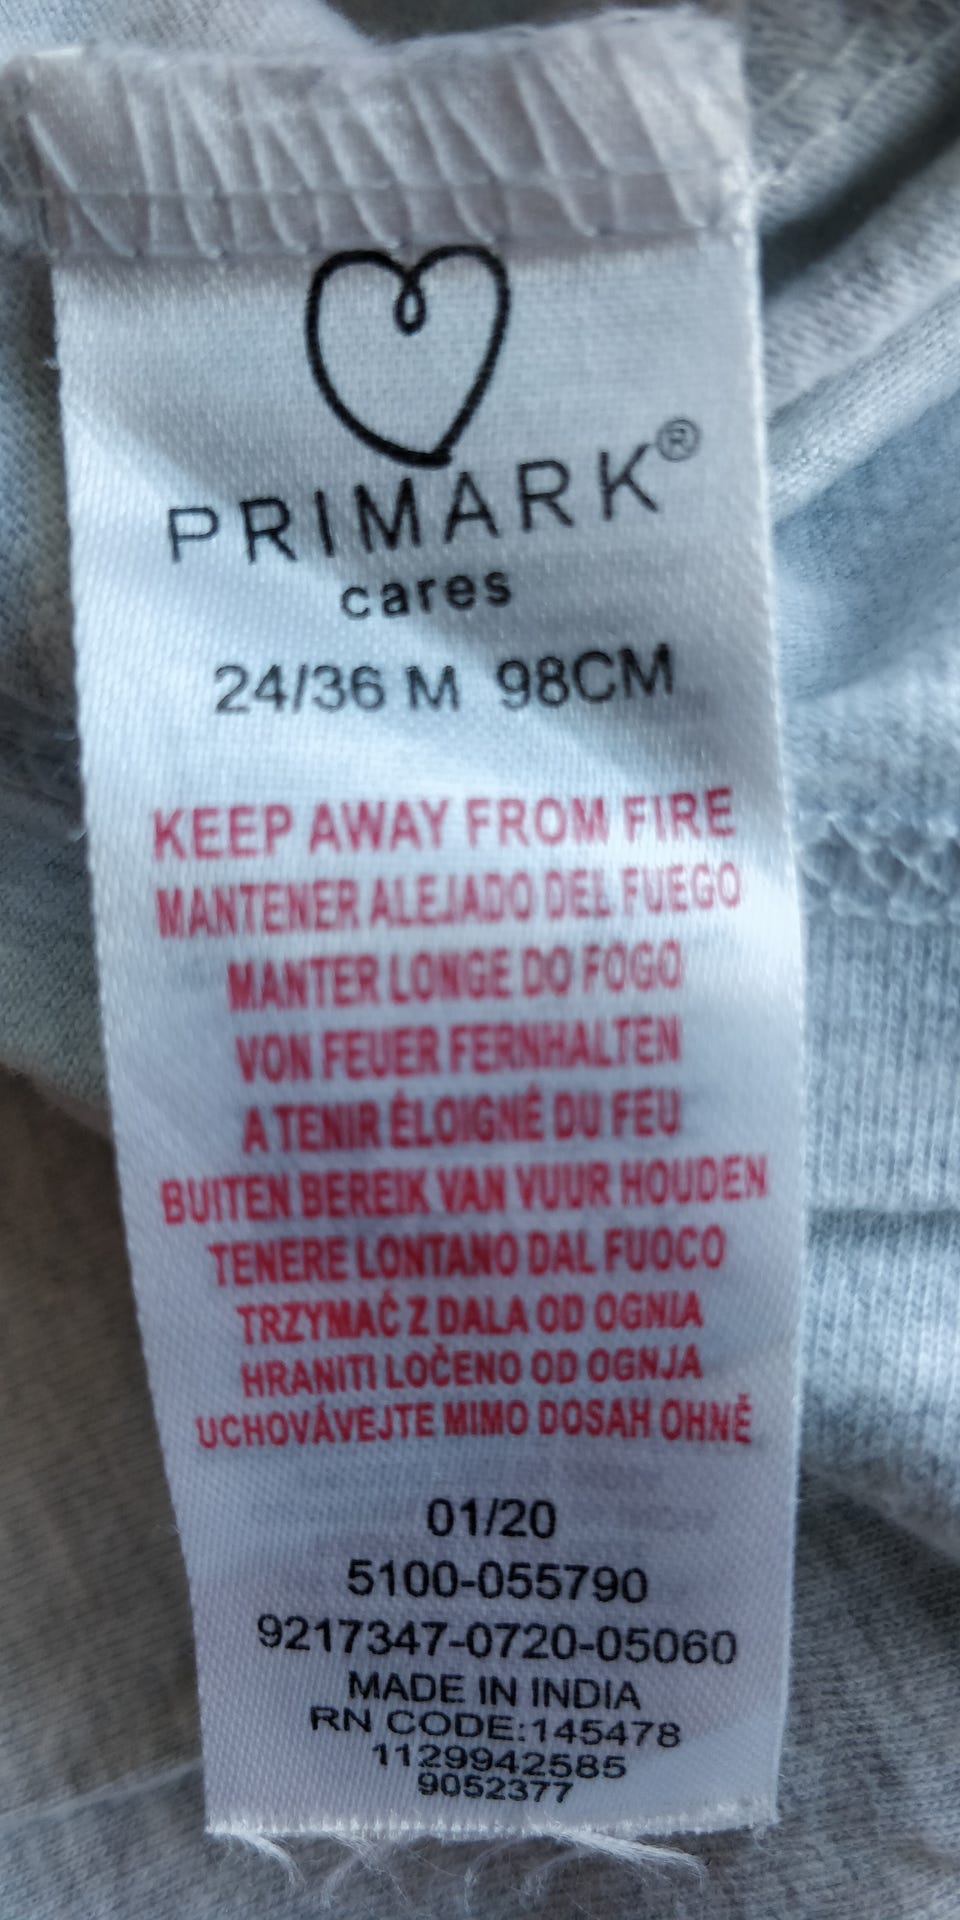 PRIMARK®
cares
24/36 M 98CM
KEEP AWAY FROM FIRE
MANTENER ALEJADO DEL FUEGO
MANTER LONGE DO FOGO
VON FEUER FERNHALTEN
A TENIR ÉLOIGNÉ DU FEU
BUITEN BEREIK VAN VUUR HOUDEN
TENERE LONTANO DAL FUOCO
TRZYMAĆ Z DALA OD OGNIA
HRANITI LOČENO OD OGNJA
UCHOVÁVEJTE MIMO DOSAH OHNĚ
01/20
5100-055790
9217347-0720-05060
MADE IN INDIA
RN CODE:145478
1129942585
9052377